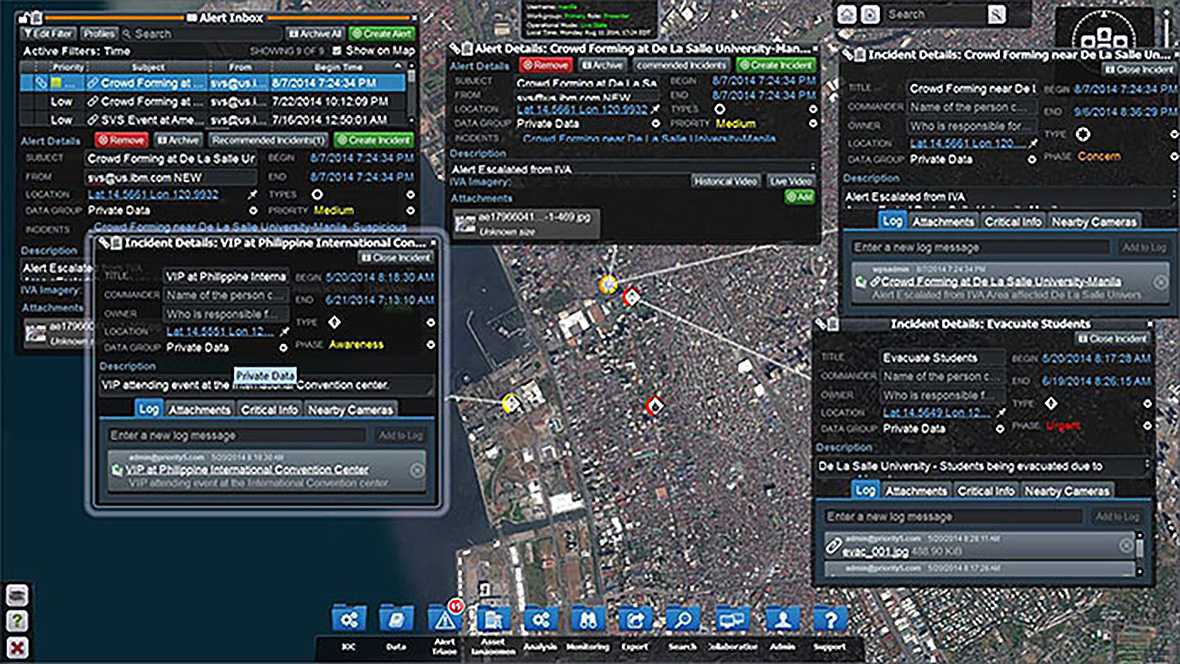 Alert Inbox
Edit Filter Profiles Search Archive All Create Alert
Active Filters: Time SHOWING 9 OF 9 Show on Map
Priority Subject From Begin Time
Crowd Forming at ... svs@us.i... 8/7/2014 7:24:34 PM
Low Crowd Forming at ... svs@us.i... 7/22/2014 10:12:09 PM
Low SVS Event at Ame... svs@us.i... 7/16/2014 12:50:01 AM
Alert Details Remove Archive Recommended Incidents(1) Create Incident
SUBJECT Crowd Forming at De La Salle Ur BEGIN 8/7/2014 7:24:34 PM
FROM svs@us.ibm.com NEW END 8/7/2014 7:24:34 PM
LOCATION Lat 14.5661 Lon 120.9932 TYPES
DATA GROUP Private Data PRIORITY Medium
INCIDENTS Crowd Forming near De La Salle University-Manila, Suspicious
Description
Alert Escalate
IVA Imagery:
Attachments
ae179660
Unknown si
Incident Details: VIP at Philippine International Con...
Close Incident
TITLE VIP at Philippine Interna BEGIN 5/20/2014 8:18:30 AM
COMMANDER Name of the person c... END 6/21/2014 7:13:10 AM
OWNER Who is responsible f...
LOCATION Lat 14.5551 Lon 12... TYPE
DATA GROUP Private Data PHASE Awareness
Description
Private Data
VIP attending event at the International Convention center.
Log Attachments Critical Info Nearby Cameras
Enter a new log message Add to Log
admin@priority5.com 5/20/2014 8:18:30 AM
VIP at Philippine International Convention Center
VIP attending event at the International Convention center.
Username:
Workgroup: Primary Role: Presenter
Operational Mode: Live State
Alert Details: Crowd Forming at De La Salle University-Man...
Alert Details Remove Archive commended Incidents Create Incident
SUBJECT Crowd Forming at De La Sa BEGIN 8/7/2014 7:24:34 PM
FROM svs@us.ibm.com NEW END 8/7/2014 7:24:34 PM
LOCATION Lat 14.5661 Lon 120.9932 TYPES
DATA GROUP Private Data PRIORITY Medium
INCIDENTS Crowd Forming near De La Salle University-Manila
Description
Alert Escalated from IVA
IVA Imagery: Historical Video Live Video
Attachments Add
ae17966041...-1-469.jpg
Unknown size
Search
Incident Details: Crowd Forming near De La Salle Un...
Close Incident
TITLE Crowd Forming near De l BEGIN 8/7/2014 7:24:34 PM
COMMANDER Name of the person c... END 9/6/2014 8:36:29 PM
OWNER Who is responsible for... TYPE
LOCATION Lat 14.5661 Lon 120...
DATA GROUP Private Data PHASE Concern
Description
Alert Escalated from IVA
Log Attachments Critical Info Nearby Cameras
Enter a new log message Add to Log
wpsadmin 8/7/2014 7:24:34 PM
Crowd Forming at De La Salle University-Manila
Alert Escalated from IVA Area affected De La Salle Univers
Incident Details: Evacuate Students
Close Incident
TITLE Evacuate Students BEGIN 5/20/2014 8:17:28 AM
COMMANDER Name of the person c... END 6/19/2014 8:26:15 AM
OWNER Who is responsible f...
LOCATION Lat 14.5649 Lon 12... TYPE
DATA GROUP Private Data PHASE Urgent
Description
De La Salle University - Students being evacuated due to
Log Attachments Critical Info Nearby Cameras
Enter a new log message Add to Log
admin@priority5.com 5/20/2014 8:28:11 AM
evac_001.jpg 488.90 KiB
admin@priority5.com 5/20/2014 8:17:28 AM
IOC Data Alert Triage Asset Analysis Monitoring Export Search Collaboration Admin Support